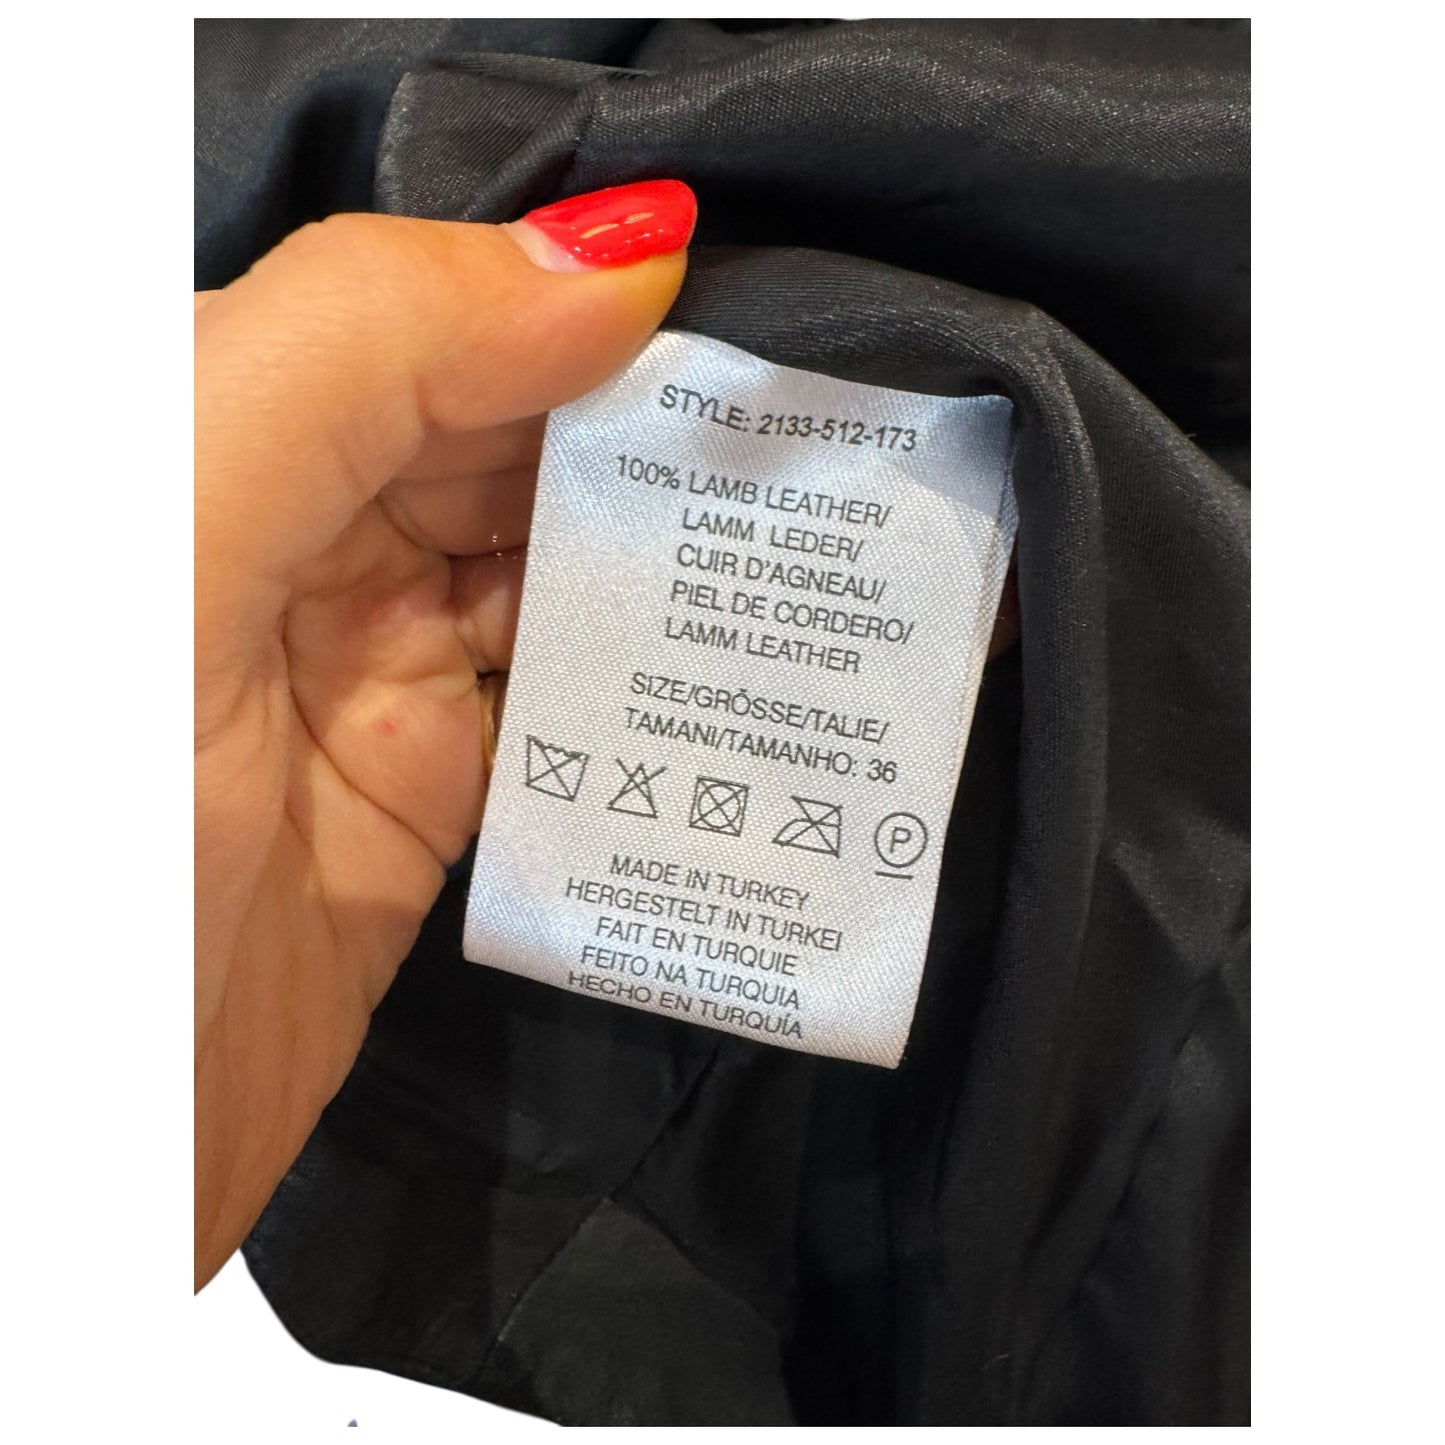 STYLE: 2133-512-173
100% LAMB LEATHER/
LAMM LEDER/
CUIR D'AGNEAU/
PIEL DE CORDERO/
LAMM LEATHER
SIZE/GRÖSSE/TALIE/
TAMANI/TAMANHO: 36
P
MADE IN TURKEY
HERGESTELT IN TURKEI
FAIT EN TURQUIE
FEITO NA TURQUIA
HECHO EN TURQUÍA